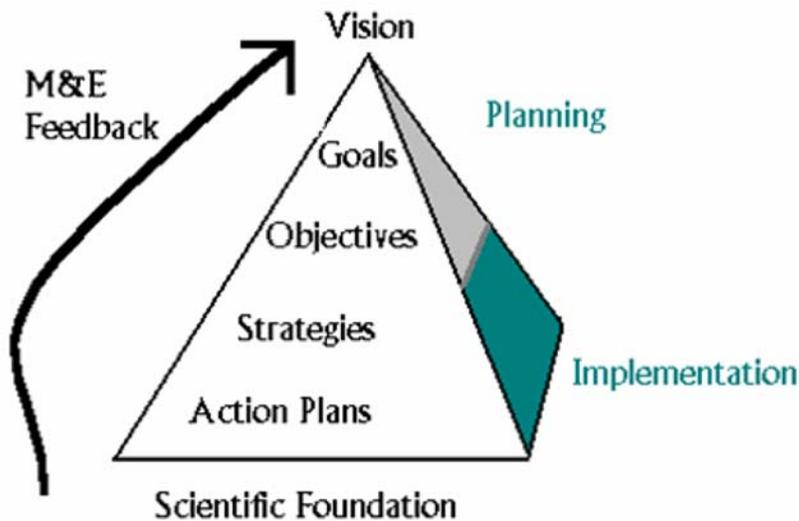 Vision
M&E
Feedback
Planning
Goals
Objectives
Strategies
Implementation
Action Plans
Scientific Foundation